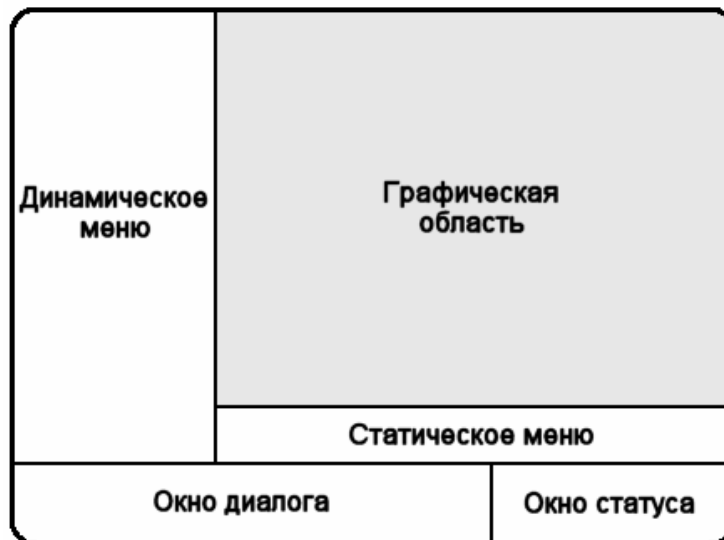 Динамическое
меню
Графическая
область
Статическое меню
Окно диалога
Окно статуса